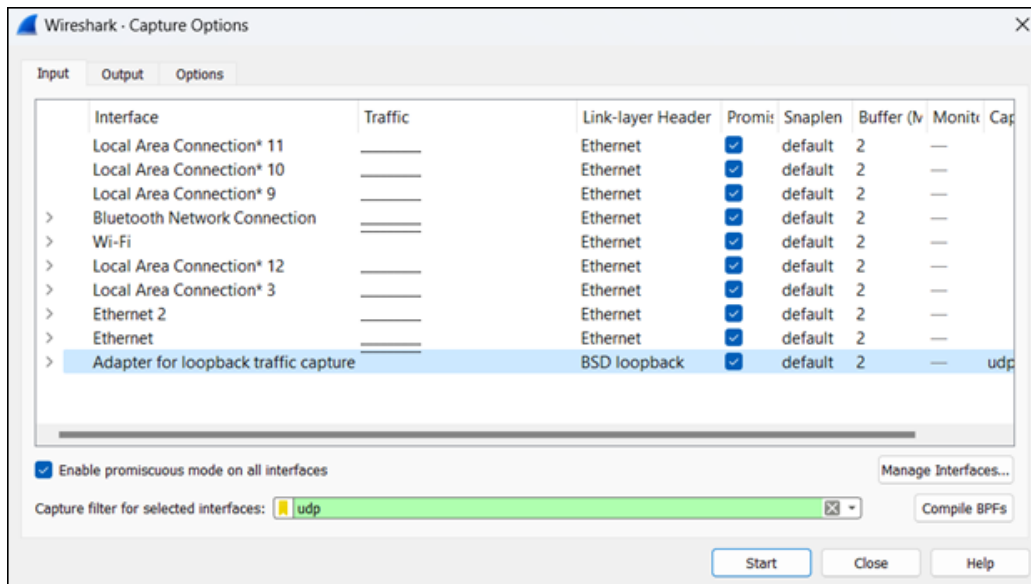 Wireshark · Capture Options
Input Output Options
Interface Traffic Link-layer Header Promis Snaplen Buffer (M Monito Cap
Local Area Connection* 11 Ethernet default 2 —
Local Area Connection* 10 Ethernet default 2 —
Local Area Connection* 9 Ethernet default 2 —
Bluetooth Network Connection Ethernet default 2 —
Wi-Fi Ethernet default 2 —
Local Area Connection* 12 Ethernet default 2 —
Local Area Connection* 3 Ethernet default 2 —
Ethernet 2 Ethernet default 2 —
Ethernet Ethernet default 2 —
Adapter for loopback traffic capture BSD loopback default 2 — udp
Enable promiscuous mode on all interfaces Manage Interfaces...
Capture filter for selected interfaces: udp Compile BPFs
Start Close Help